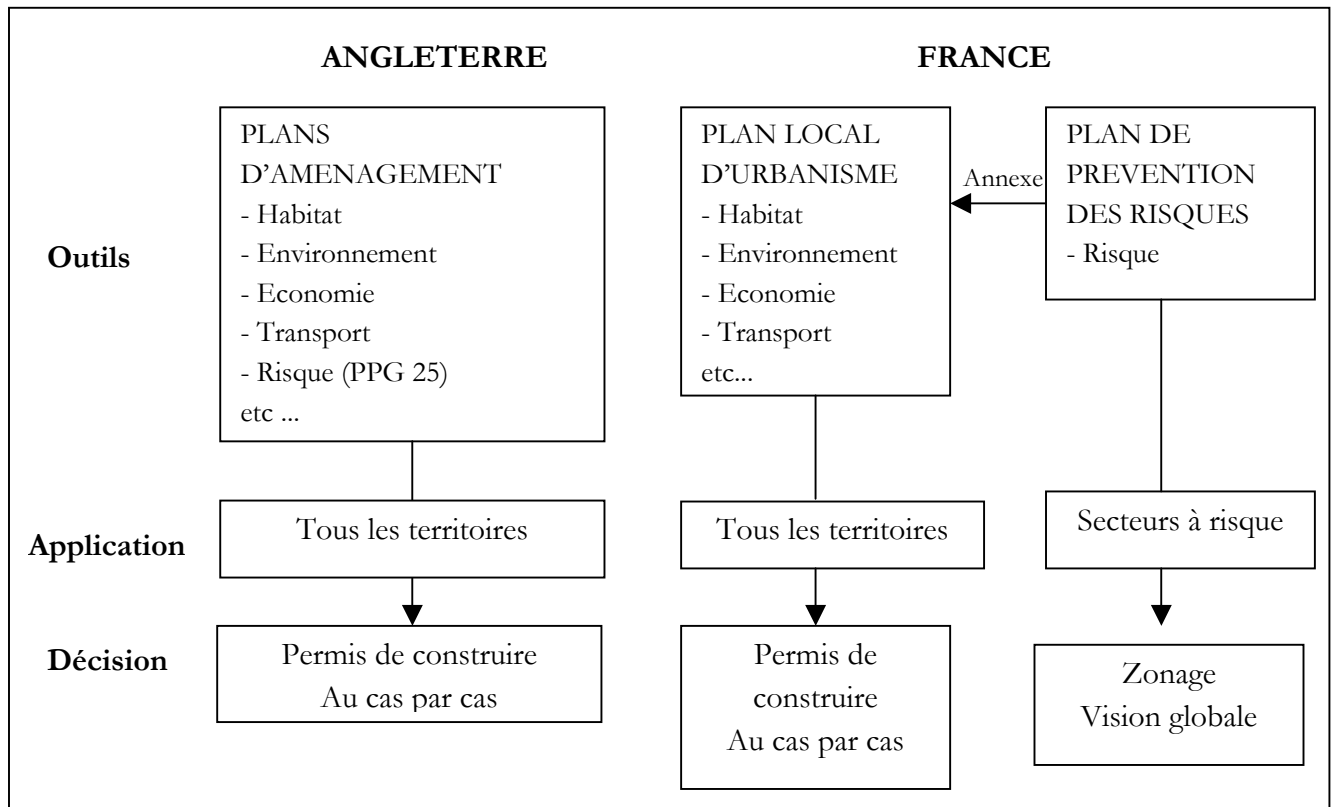 ANGLETERRE
FRANCE
Outils
PLANS
D'AMENAGEMENT
- Habitat
- Environnement
- Economie
- Transport
- Risque (PPG 25)
etc ...
PLAN LOCAL
D'URBANISME
- Habitat
- Environnement
- Economie
- Transport
etc...
Annexe
PLAN DE
PREVENTION
DES RISQUES
- Risque
Application
Tous les territoires
Tous les territoires
Secteurs à risque
Décision
Permis de construire
Au cas par cas
Permis de
construire
Au cas par cas
Zonage
Vision globale